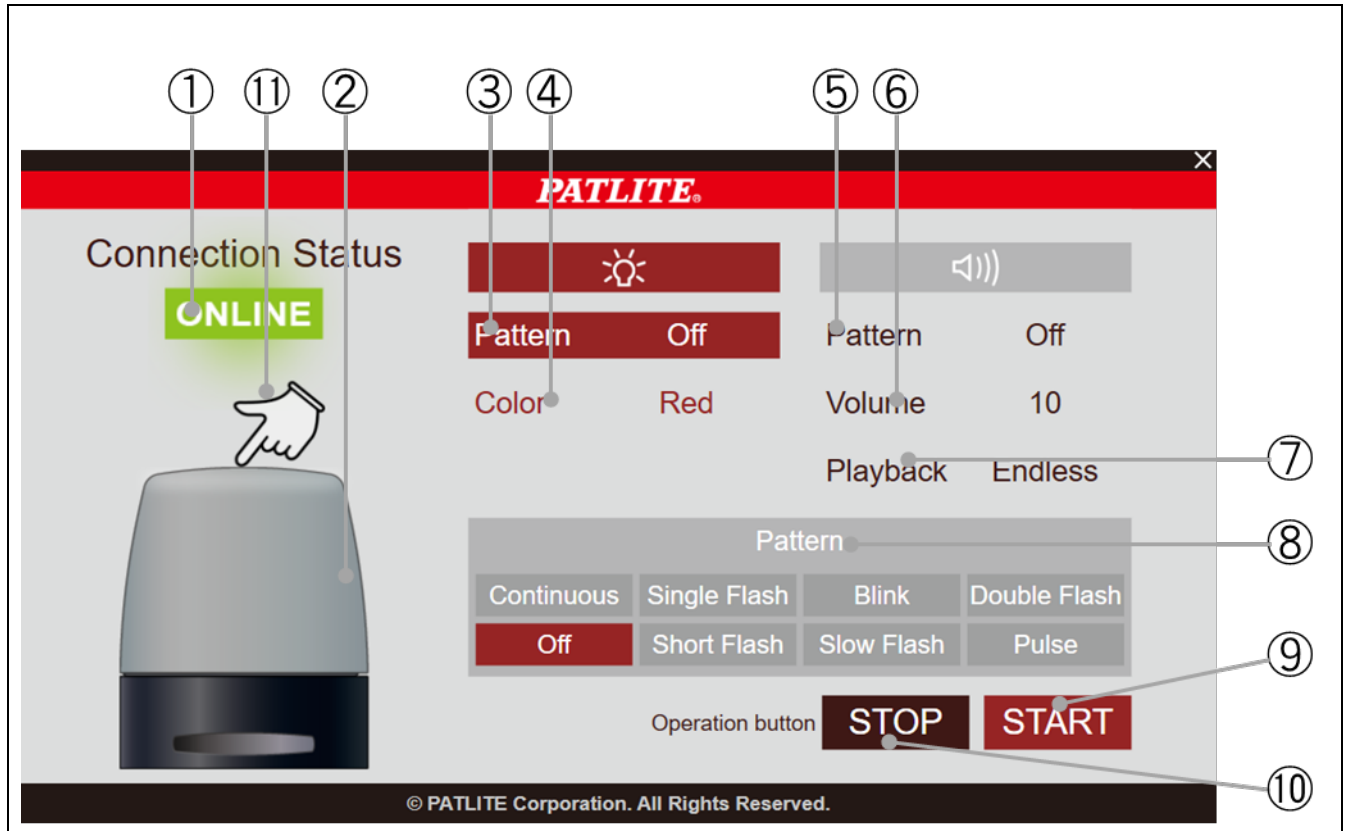 ① ⑪ ② ③ ④ ⑤ ⑥
PATLITE®
Connection Status
ONLINE
Pattern Off
Pattern Off
Color Red
Volume 10
Playback Endless
⑦
Pattern
⑧
Continuous Single Flash Blink Double Flash
Off Short Flash Slow Flash Pulse
⑨
Operation button STOP START
⑩
© PATLITE Corporation. All Rights Reserved.